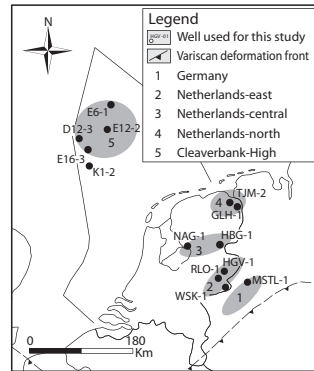 N
Legend
HGV-01
Well used for this study
Variscan deformation front
1 Germany
2 Netherlands-east
3 Netherlands-central
4 Netherlands-north
5 Cleaverbank-High
E6-1
D12-3
E12-2
5
E16-3
K1-2
TJM-2
4
GLH-1
NAG-1
HBG-1
3
HGV-1
RLO-1
MSTL-1
2
WSK-1
1
0 180
Km